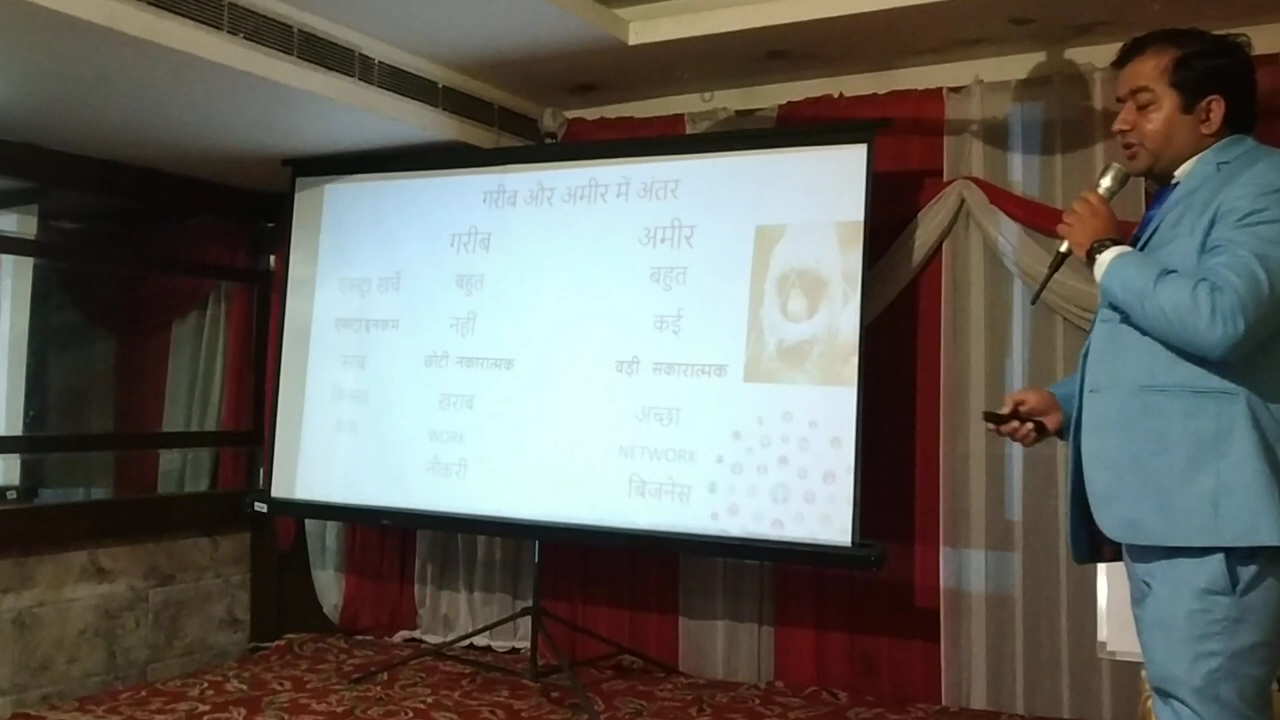 गरीब और अमीर में अंतर
गरीब अमीर
एक्स्ट्रा खर्चे बहुत बहुत
एक्स्ट्रा इनकम नहीं कई
सोच छोटी नकारात्मक बड़ी - सकारात्मक
खराब अच्छा
WORK NETWORK
नौकरी बिजनेस